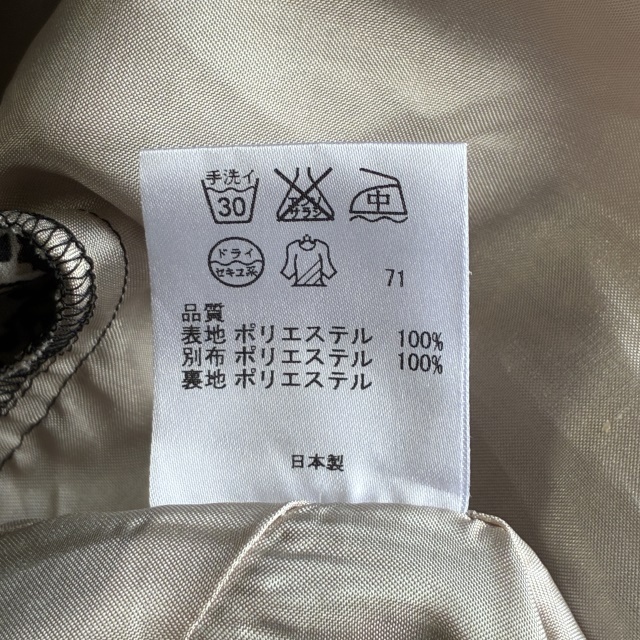 手洗イ
30
エンソ
サラシ
中
ドライ
セキユ系
71
品質
表地 ポリエステル 100%
別布 ポリエステル 100%
裏地 ポリエステル
日本製